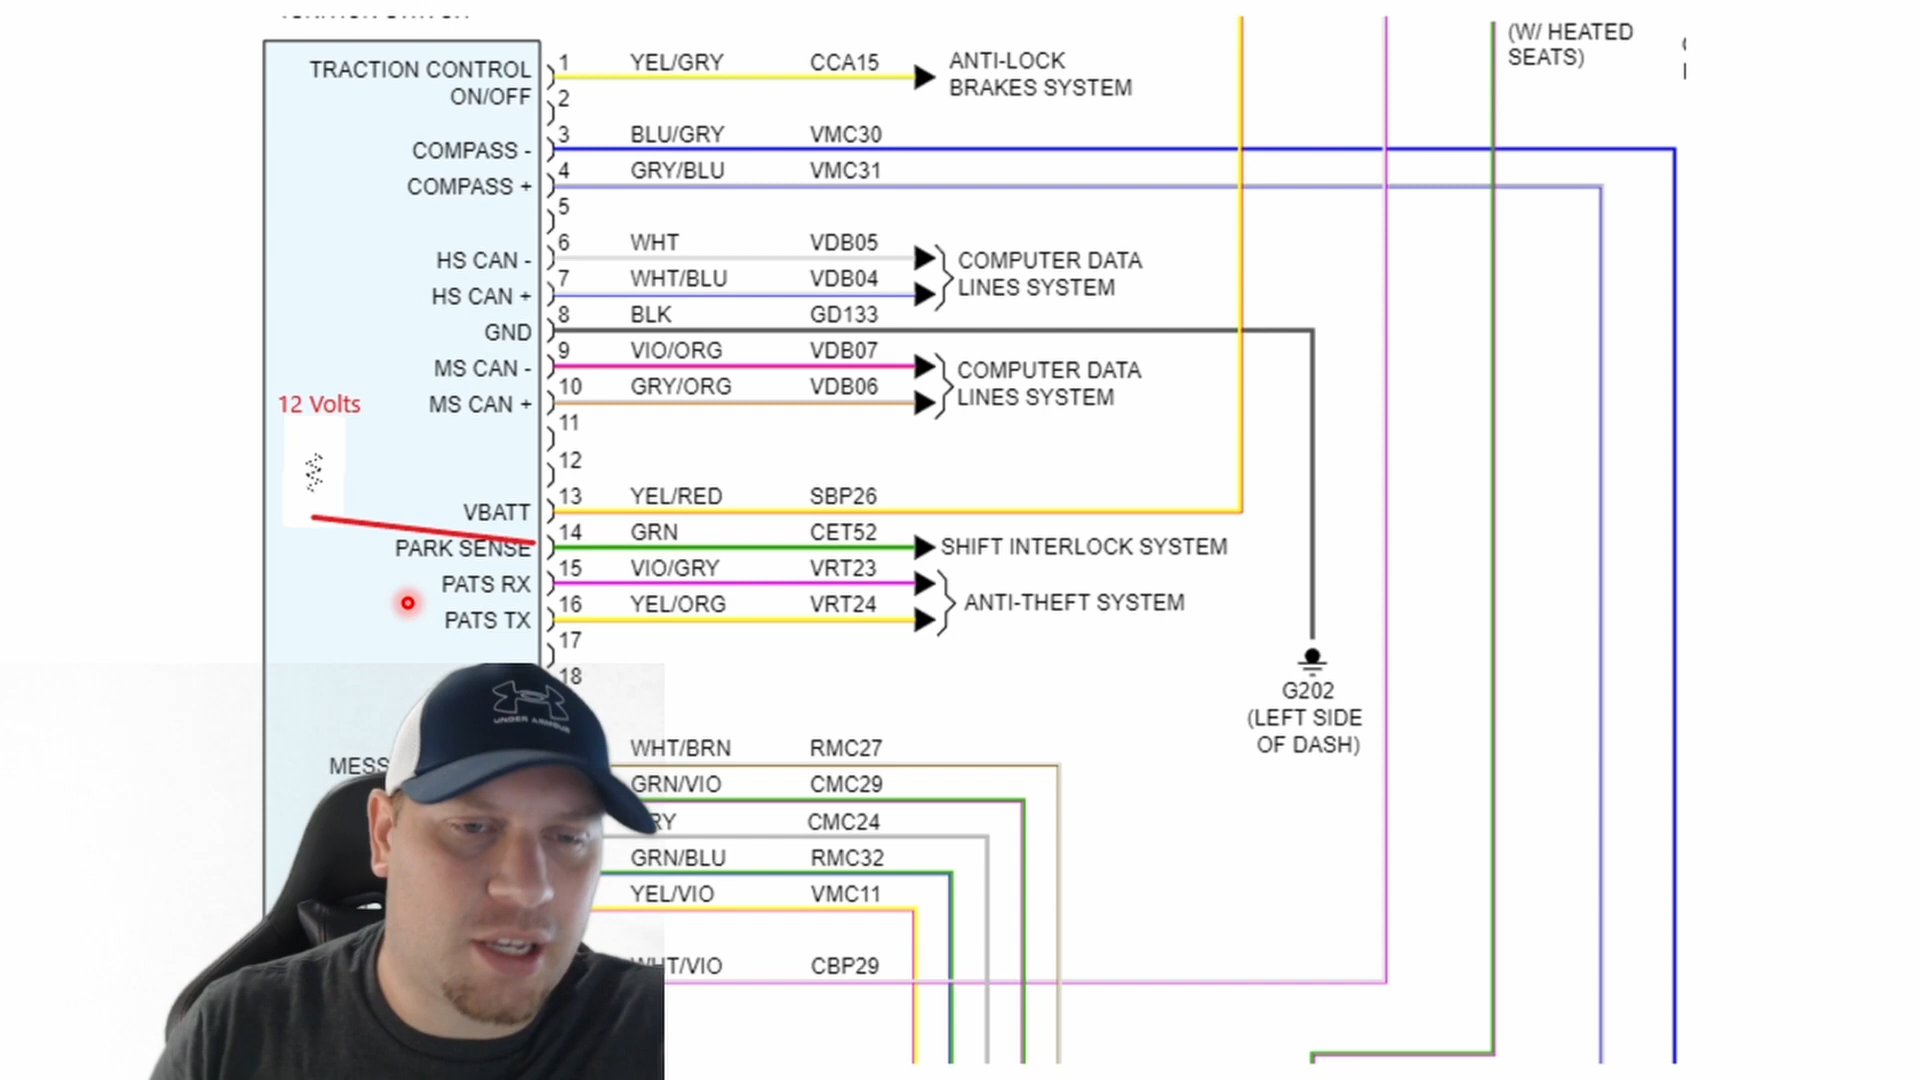 (W/ HEATED
SEATS)
TRACTION CONTROL
ON/OFF
1 YEL/GRY CCA15 ANTI-LOCK
BRAKES SYSTEM
2
COMPASS - 3 BLU/GRY VMC30
COMPASS + 4 GRY/BLU VMC31
5
HS CAN - 6 WHT VDB05
HS CAN + 7 WHT/BLU VDB04
COMPUTER DATA
LINES SYSTEM
GND 8 BLK GD133
MS CAN - 9 VIO/ORG VDB07
MS CAN + 10 GRY/ORG VDB06
COMPUTER DATA
LINES SYSTEM
12 Volts
11
12
VBATT 13 YEL/RED SBP26
PARK SENSE 14 GRN CET52 SHIFT INTERLOCK SYSTEM
PATS RX 15 VIO/GRY VRT23
PATS TX 16 YEL/ORG VRT24
ANTI-THEFT SYSTEM
17
18
G202
(LEFT SIDE
OF DASH)
UNDER ARMOUR
MESS
WHT/BRN RMC27
GRN/VIO CMC29
RY CMC24
GRN/BLU RMC32
YEL/VIO VMC11
WHT/VIO CBP29